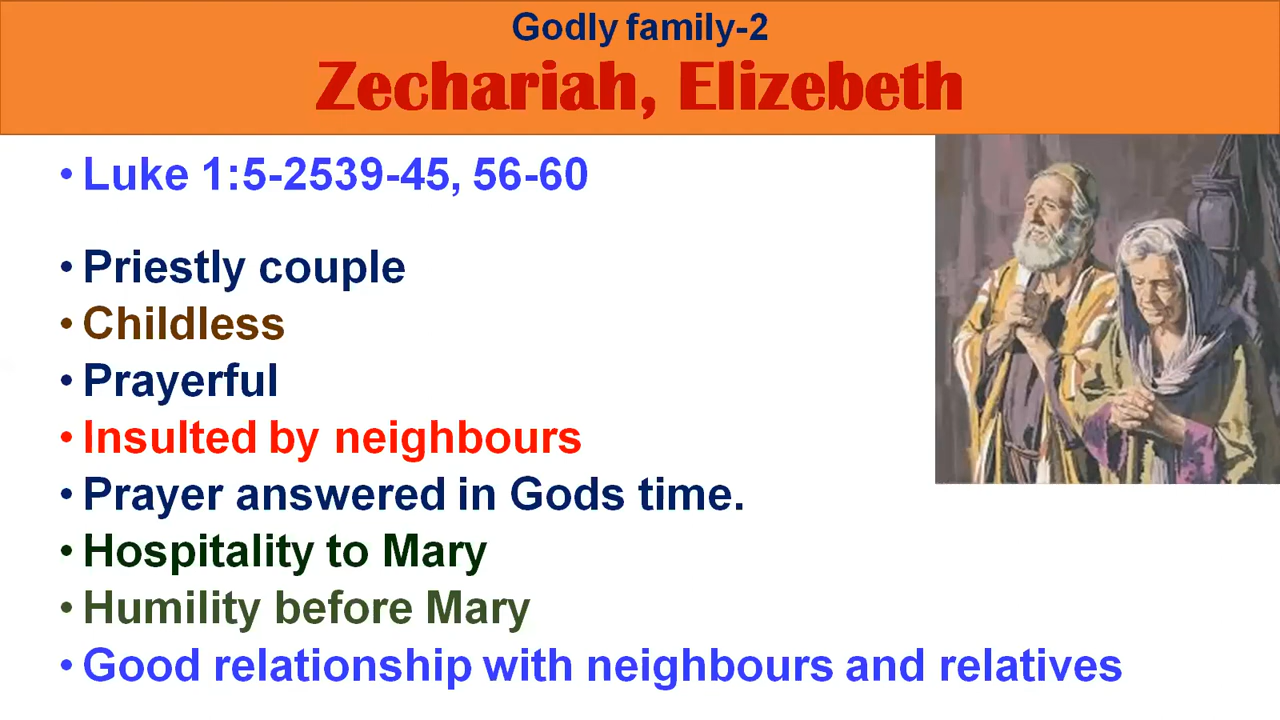 Godly family-2
Zechariah, Elizebeth
• Luke 1:5-2539-45, 56-60
• Priestly couple
• Childless
• Prayerful
• Insulted by neighbours
• Prayer answered in Gods time.
• Hospitality to Mary
• Humility before Mary
• Good relationship with neighbours and relatives